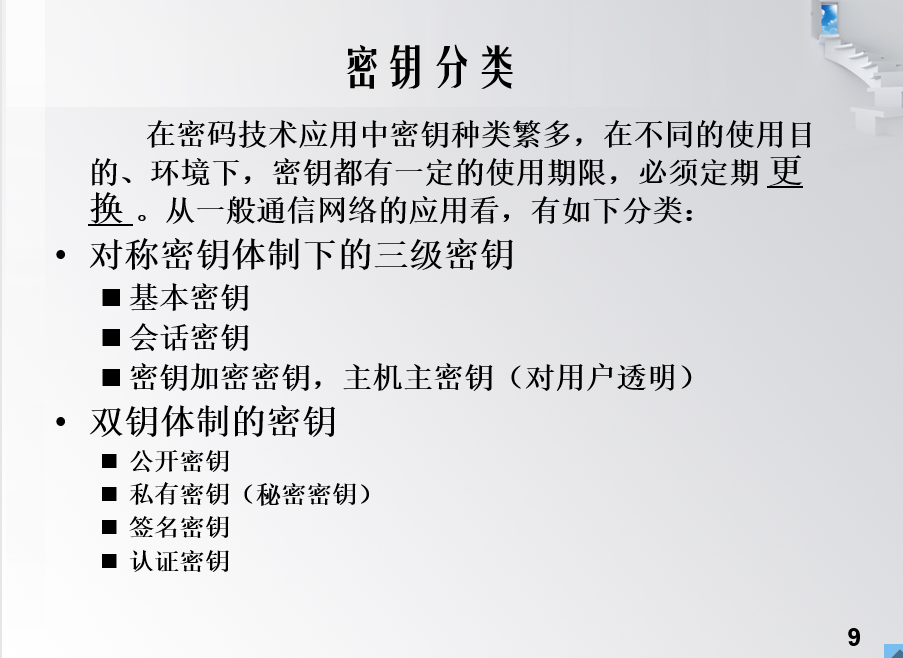 密钥分类
在密码技术应用中密钥种类繁多，在不同的使用目
的、环境下，密钥都有一定的使用期限，必须定期 更
换 。从一般通信网络的应用看，有如下分类：
• 对称密钥体制下的三级密钥
■ 基本密钥
■ 会话密钥
■ 密钥加密密钥，主机主密钥（对用户透明）
• 双钥体制的密钥
■ 公开密钥
■ 私有密钥（秘密密钥）
■ 签名密钥
■ 认证密钥
9